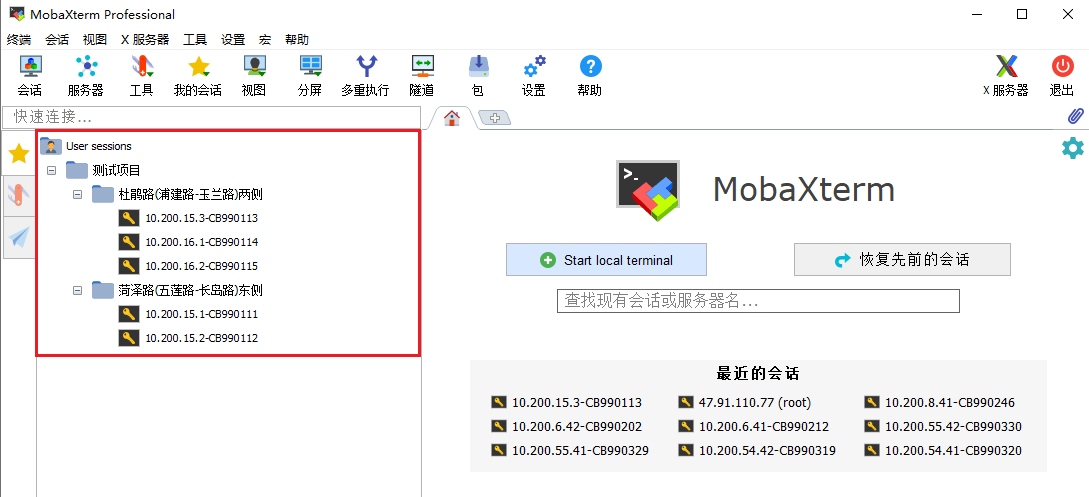 MobaXterm Professional
终端 会话 视图 X 服务器 工具 设置 宏 帮助
会话 服务器 工具 我的会话 视图 分屏 多重执行 隧道 包 设置 帮助 X 服务器 退出
快速连接...
User sessions
测试项目
杜鹃路(浦建路-玉兰路)两侧
10.200.15.3-CB990113
10.200.16.1-CB990114
10.200.16.2-CB990115
菏泽路(五莲路-长岛路)东侧
10.200.15.1-CB990111
10.200.15.2-CB990112
MobaXterm
Start local terminal 恢复先前的会话
查找现有会话或服务器名...
最近的会话
10.200.15.3-CB990113 47.91.110.77 (root) 10.200.8.41-CB990246
10.200.6.42-CB990202 10.200.6.41-CB990212 10.200.55.42-CB990330
10.200.55.41-CB990329 10.200.54.42-CB990319 10.200.54.41-CB990320